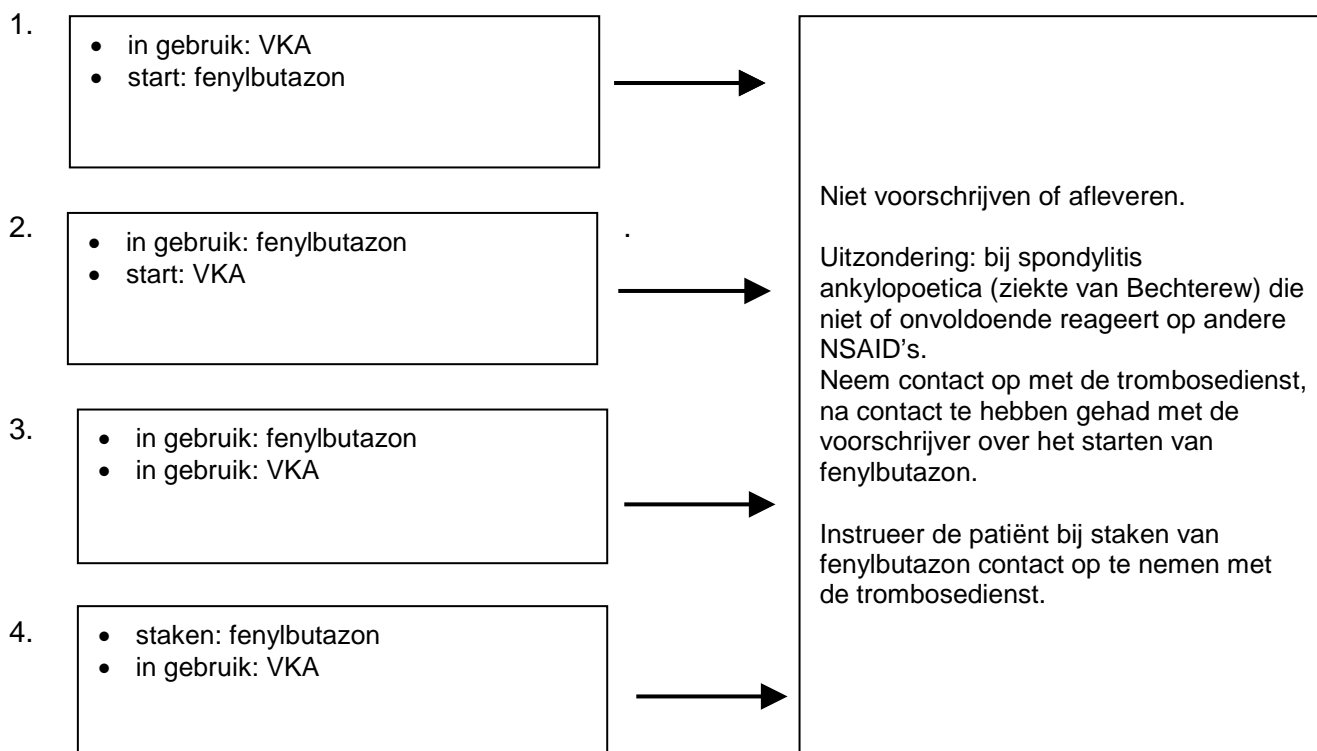 1.
• in gebruik: VKA
• start: fenylbutazon
2.
• in gebruik: fenylbutazon
• start: VKA
.
3.
• in gebruik: fenylbutazon
• in gebruik: VKA
4.
• staken: fenylbutazon
• in gebruik: VKA
Niet voorschrijven of afleveren.
Uitzondering: bij spondylitis
ankylopoetica (ziekte van Bechterew) die
niet of onvoldoende reageert op andere
NSAID’s.
Neem contact op met de trombosedienst,
na contact te hebben gehad met de
voorschrijver over het starten van
fenylbutazon.
Instrueer de patiënt bij staken van
fenylbutazon contact op te nemen met
de trombosedienst.